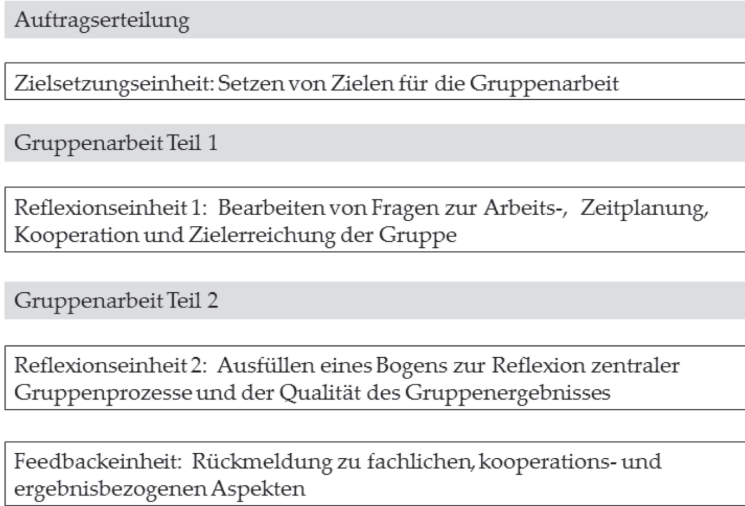 Auftragserteilung
Zielsetzungseinheit: Setzen von Zielen für die Gruppenarbeit
Gruppenarbeit Teil 1
Reflexionseinheit 1: Bearbeiten von Fragen zur Arbeits-, Zeitplanung,
Kooperation und Zielerreichung der Gruppe
Gruppenarbeit Teil 2
Reflexionseinheit 2: Ausfüllen eines Bogens zur Reflexion zentraler
Gruppenprozesse und der Qualität des Gruppenergebnisses
Feedbackeinheit: Rückmeldung zu fachlichen, kooperations- und
ergebnisbezogenen Aspekten